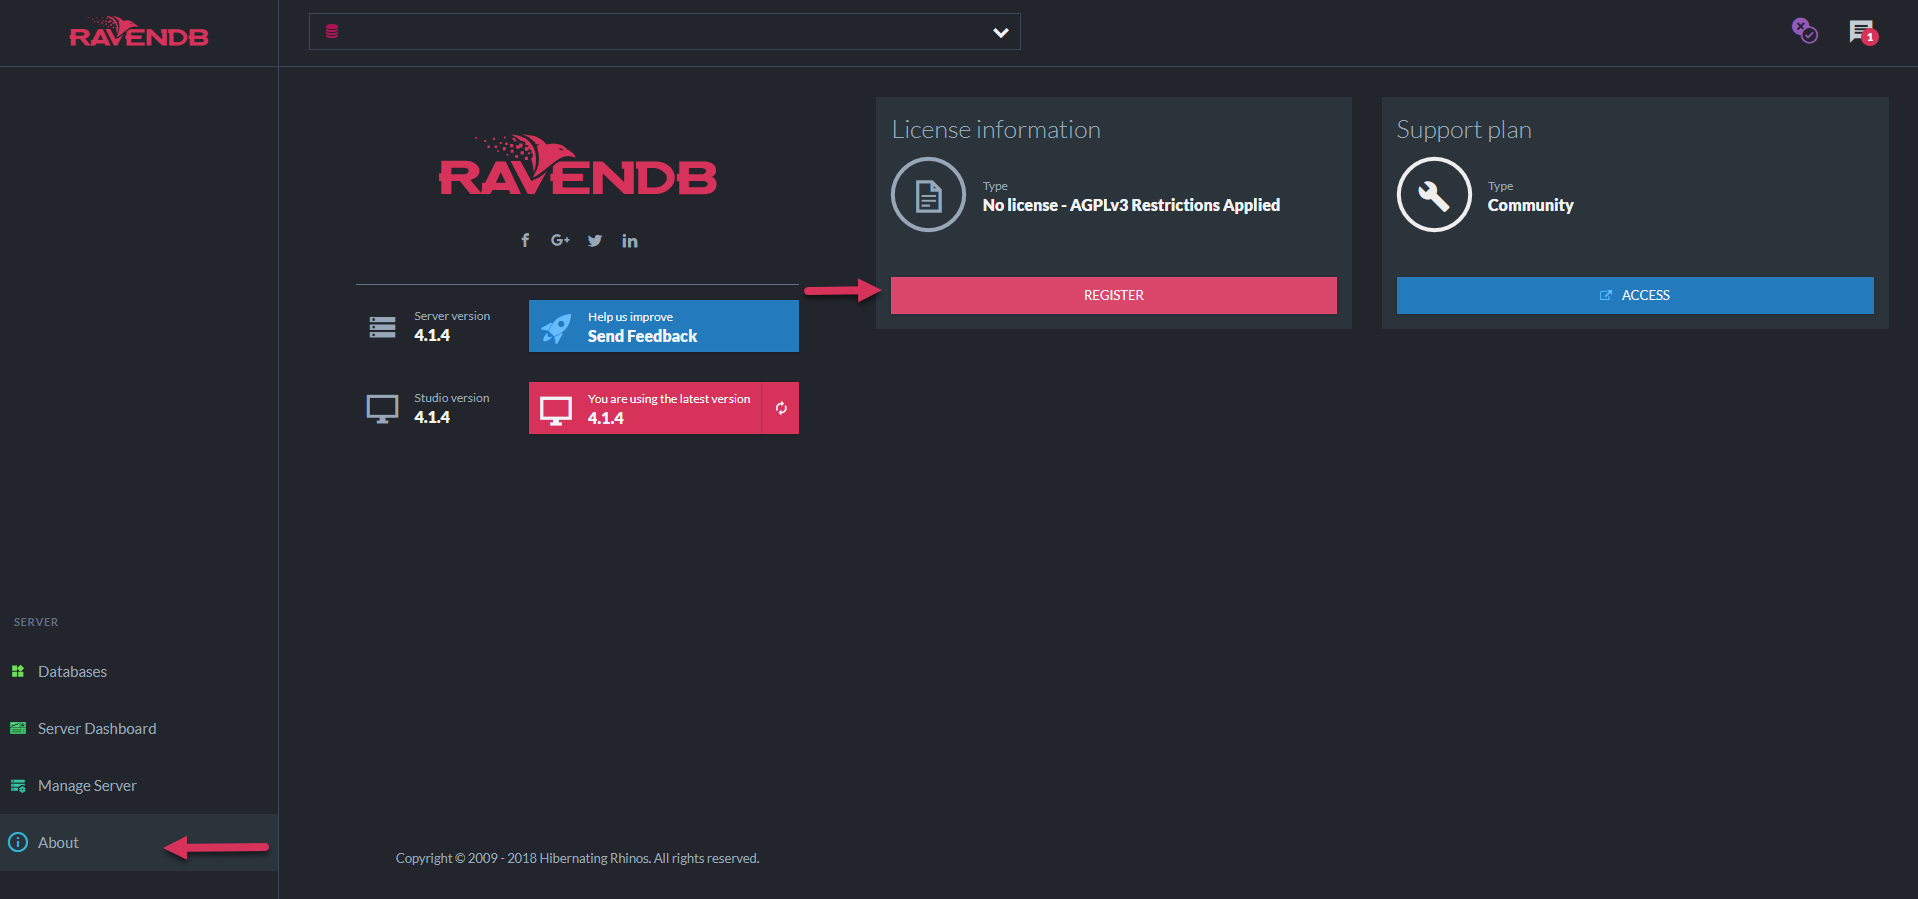 RAVENDB
1
RAVENDB
f G+ in
Server version
4.1.4
Help us improve
Send Feedback
Studio version
4.1.4
You are using the latest version
4.1.4
License information
Type
No license - AGPLv3 Restrictions Applied
REGISTER
Support plan
Type
Community
ACCESS
SERVER
Databases
Server Dashboard
Manage Server
About
Copyright © 2009 - 2018 Hibernating Rhinos. All rights reserved.